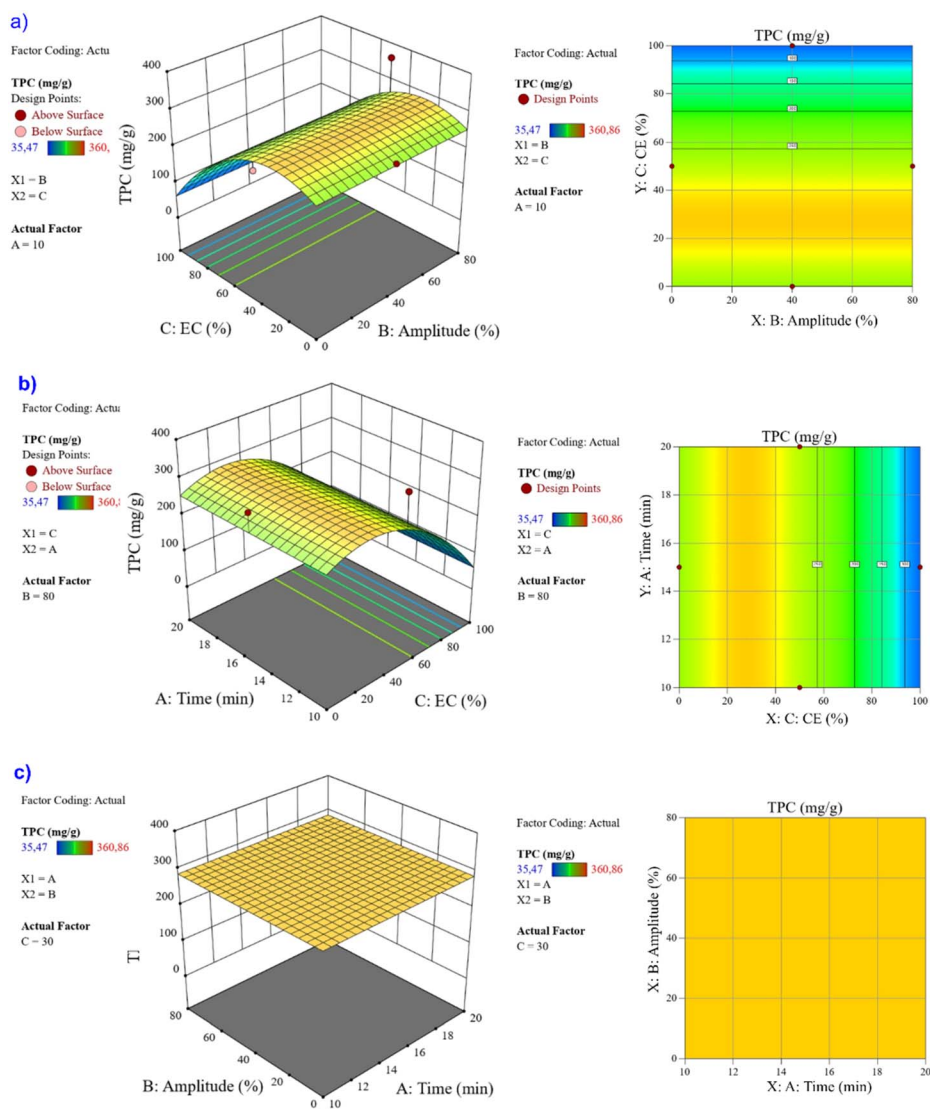 a)
Factor Coding: Actu
TPC (mg/g)
Design Points:
Above Surface
Below Surface
35,47 360,
X1 = B
X2 = C
Actual Factor
A = 10
TPC (mg/g)
400
300
200
100
0
100
80
60
40
20
0
C: EC (%)
0
20
40
60
80
B: Amplitude (%)
Factor Coding: Actual
TPC (mg/g)
Design Points
35,47 360,86
X1 = B
X2 = C
Actual Factor
A = 10
TPC (mg/g)
Y: C: CE (%)
100
80
60
40
20
0
0 20 40 60 80
X: B: Amplitude (%)
b)
Factor Coding: Actu
TPC (mg/g)
Design Points:
Above Surface
Below Surface
35,47 360,8
X1 = C
X2 = A
Actual Factor
B = 80
TPC (mg/g)
400
300
200
100
0
20
18
16
14
12
10
A: Time (min)
0
20
40
60
80
100
C: EC (%)
Factor Coding: Actual
TPC (mg/g)
Design Points
35,47 360,86
X1 = C
X2 = A
Actual Factor
B = 80
TPC (mg/g)
Y: A: Time (min)
20
18
16
14
12
10
0 20 40 60 80 100
X: C: CE (%)
c)
Factor Coding: Actual
TPC (mg/g)
35,47 360,86
X1 = A
X2 = B
Actual Factor
C = 30
400
300
200
100
0
80
60
40
20
0
B: Amplitude (%)
10
12
14
16
18
20
A: Time (min)
Factor Coding: Actual
TPC (mg/g)
35,47 360,86
X1 = A
X2 = B
Actual Factor
C = 30
TPC (mg/g)
X: B: Amplitude (%)
80
60
40
20
0
10 12 14 16 18 20
X: A: Time (min)